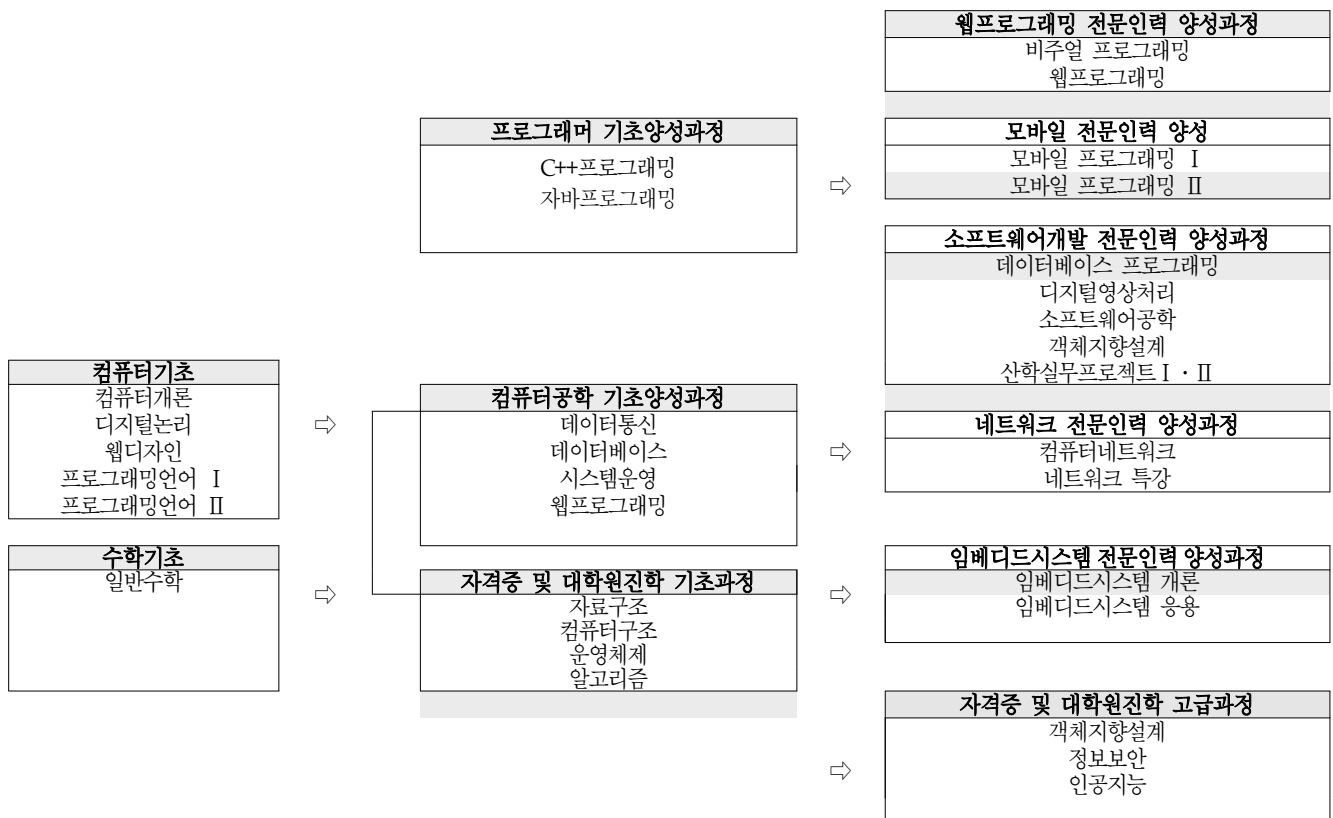 컴퓨터기초
컴퓨터개론
디지털논리
웹디자인
프로그래밍언어 Ⅰ
프로그래밍언어 Ⅱ
수학기초
일반수학
⇨
⇨
프로그래머 기초양성과정
C++프로그래밍
자바프로그래밍
컴퓨터공학 기초양성과정
데이터통신
데이터베이스
시스템운영
웹프로그래밍
자격증 및 대학원진학 기초과정
자료구조
컴퓨터구조
운영체제
알고리즘
⇨
⇨
⇨
⇨
웹프로그래밍 전문인력 양성과정
비주얼 프로그래밍
웹프로그래밍
모바일 전문인력 양성
모바일 프로그래밍 Ⅰ
모바일 프로그래밍 Ⅱ
소프트웨어개발 전문인력 양성과정
데이터베이스 프로그래밍
디지털영상처리
소프트웨어공학
객체지향설계
산학실무프로젝트Ⅰ·Ⅱ
네트워크 전문인력 양성과정
컴퓨터네트워크
네트워크 특강
임베디드시스템 전문인력 양성과정
임베디드시스템 개론
임베디드시스템 응용
자격증 및 대학원진학 고급과정
객체지향설계
정보보안
인공지능